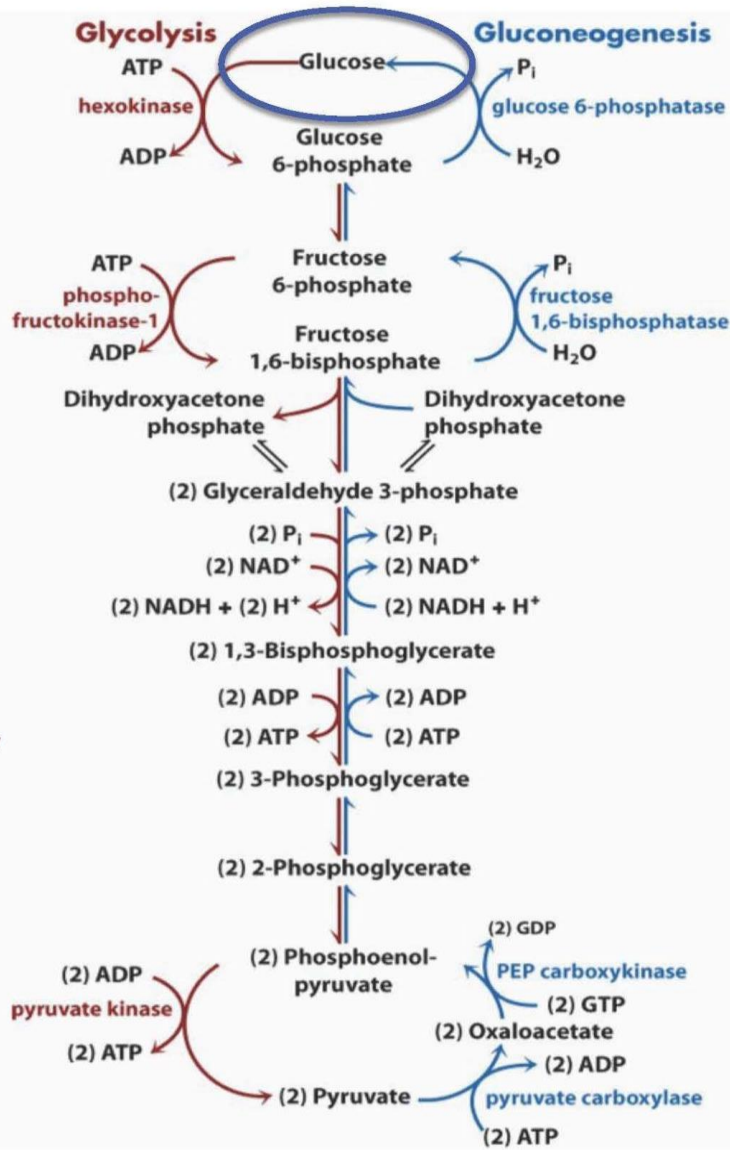 Glycolysis
Gluconeogenesis
ATP
Glucose
Pi
hexokinase
glucose 6-phosphatase
ADP
Glucose
6-phosphate
H₂O
ATP
Fructose
6-phosphate
Pi
phospho-
fructokinase-1
fructose
1,6-bisphosphatase
ADP
Fructose
1,6-bisphosphate
H₂O
Dihydroxyacetone
phosphate
Dihydroxyacetone
phosphate
(2) Glyceraldehyde 3-phosphate
(2) Pi
(2) Pi
(2) NAD⁺
(2) NAD⁺
(2) NADH + (2) H⁺
(2) NADH + H⁺
(2) 1,3-Bisphosphoglycerate
(2) ADP
(2) ADP
(2) ATP
(2) ATP
(2) 3-Phosphoglycerate
(2) 2-Phosphoglycerate
(2) GDP
(2) Phosphoenol-
pyruvate
(2) ADP
PEP carboxykinase
pyruvate kinase
(2) GTP
(2) Oxaloacetate
(2) ATP
(2) ADP
(2) Pyruvate
pyruvate carboxylase
(2) ATP